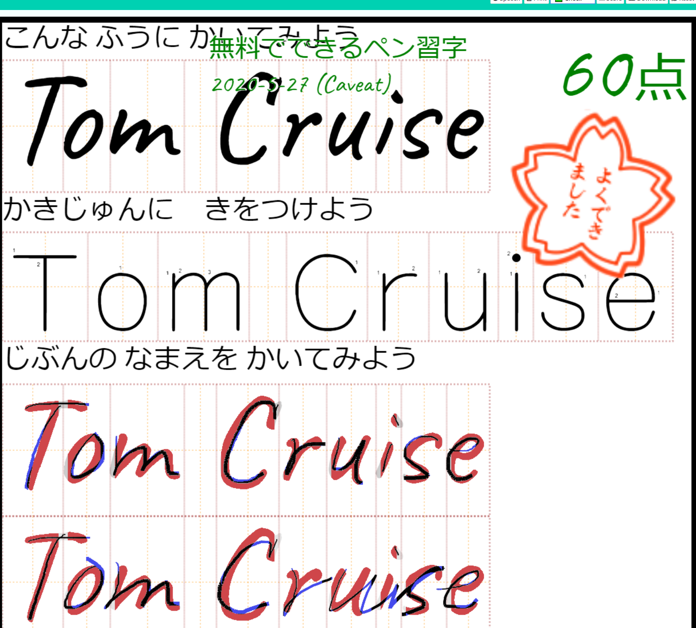 こんな ふうに かいてみよう
無料でできるペン習字
2020-5-27 (Caveat)
60点
Tom Cruise
よくでき
ました
かきじゅんに　きをつけよう
Tom Cruise
じぶんの なまえを かいてみよう
Tom Cruise
Tom Cruise